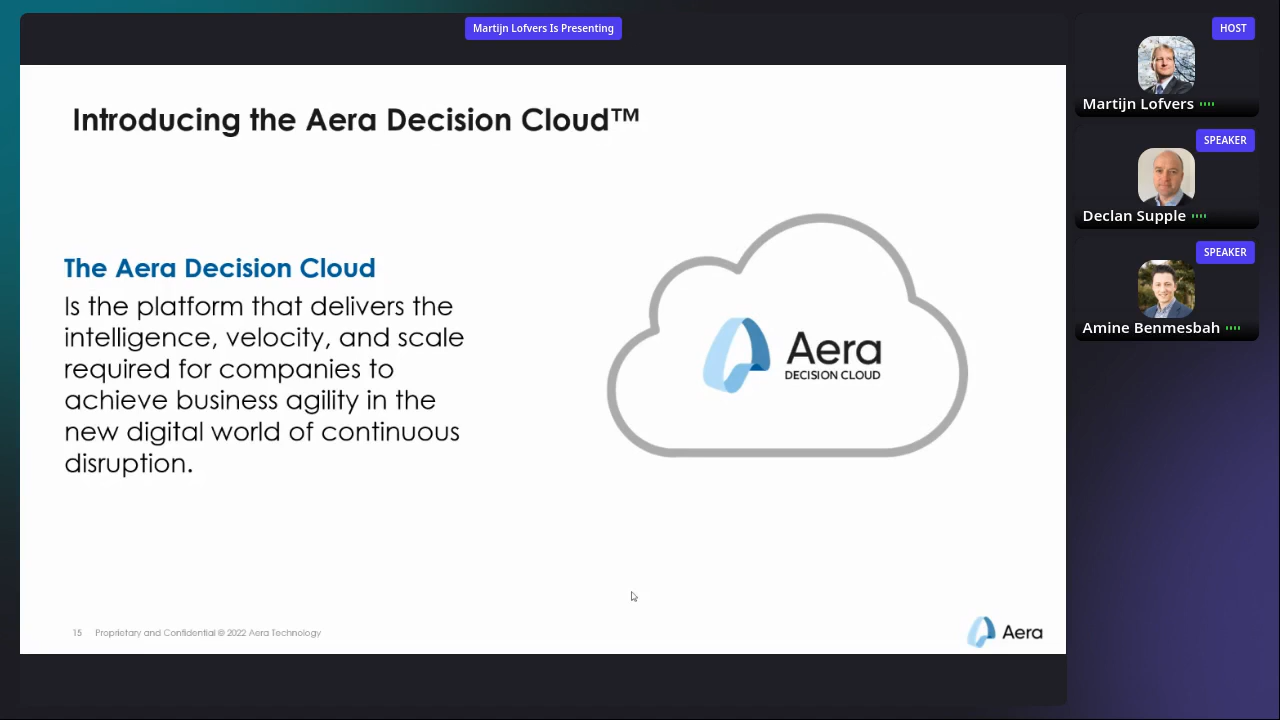 Martijn Lofvers Is Presenting
HOST
Martijn Lofvers
SPEAKER
Declan Supple
SPEAKER
Amine Benmesbah
Introducing the Aera Decision Cloud™
The Aera Decision Cloud
Is the platform that delivers the
intelligence, velocity, and scale
required for companies to
achieve business agility in the
new digital world of continuous
disruption.
Aera
DECISION CLOUD
15 Proprietary and Confidential © 2022 Aera Technology
Aera